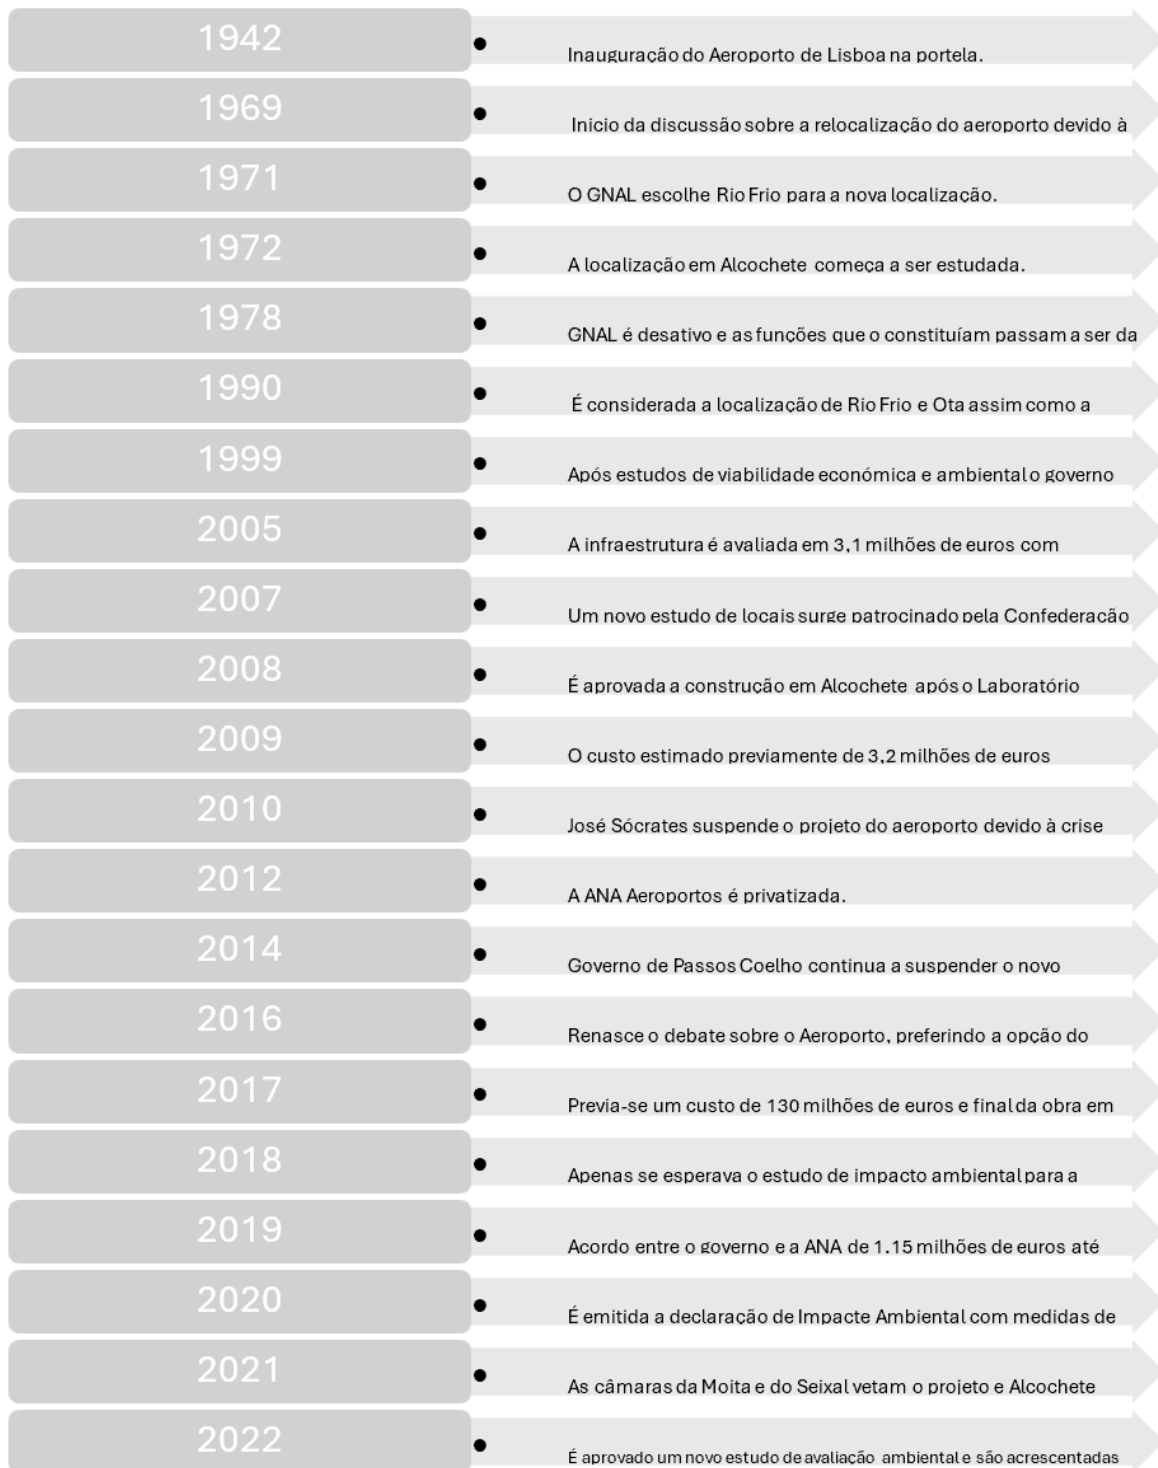 1942
Inauguração do Aeroporto de Lisboa na portela.
1969
Inicio da discussão sobre a relocalização do aeroporto devido à
1971
O GNAL escolhe Rio Frio para a nova localização.
1972
A localização em Alcochete começa a ser estudada.
1978
GNAL é desativo e as funções que o constituíam passam a ser da
1990
É considerada a localização de Rio Frio e Ota assim como a
1999
Após estudos de viabilidade económica e ambiental o governo
2005
A infraestrutura é avaliada em 3,1 milhões de euros com
2007
Um novo estudo de locais surge patrocinado pela Confederação
2008
É aprovada a construção em Alcochete após o Laboratório
2009
O custo estimado previamente de 3,2 milhões de euros
2010
José Sócrates suspende o projeto do aeroporto devido à crise
2012
A ANA Aeroportos é privatizada.
2014
Governo de Passos Coelho continua a suspender o novo
2016
Renasce o debate sobre o Aeroporto, preferindo a opção do
2017
Previa-se um custo de 130 milhões de euros e final da obra em
2018
Apenas se esperava o estudo de impacto ambiental para a
2019
Acordo entre o governo e a ANA de 1.15 milhões de euros até
2020
É emitida a declaração de Impacte Ambiental com medidas de
2021
As câmaras da Moita e do Seixal vetam o projeto e Alcochete
2022
É aprovado um novo estudo de avaliação ambiental e são acrescentadas